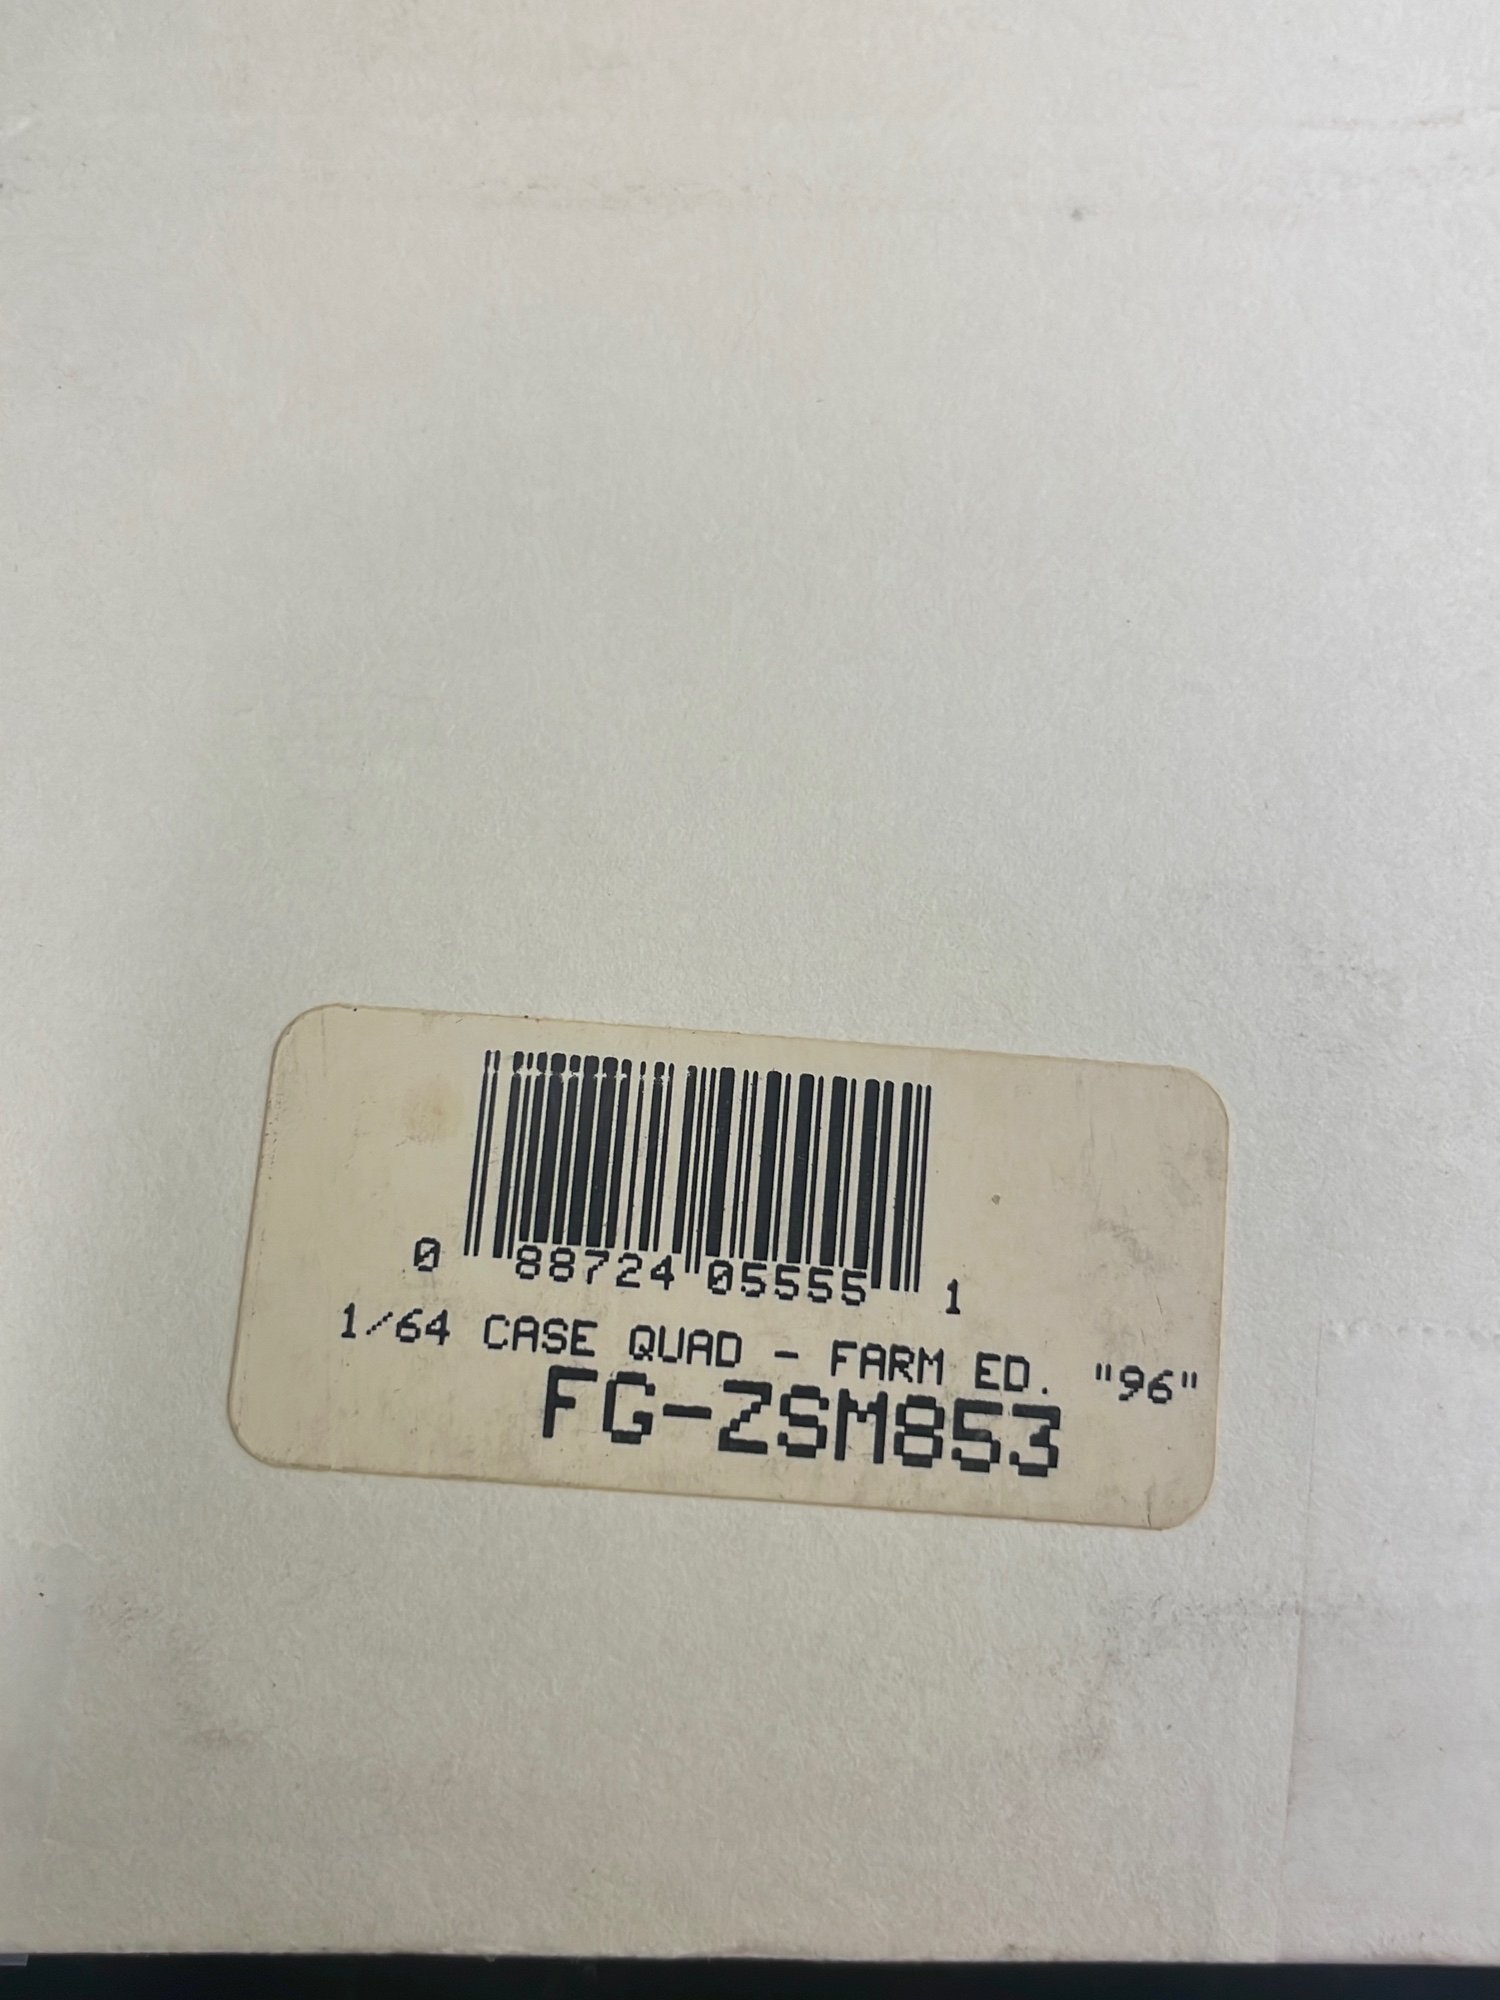 0 88724 05555 1
1/64 CASE QUAD - FARM ED. "96"
FG-ZSM853